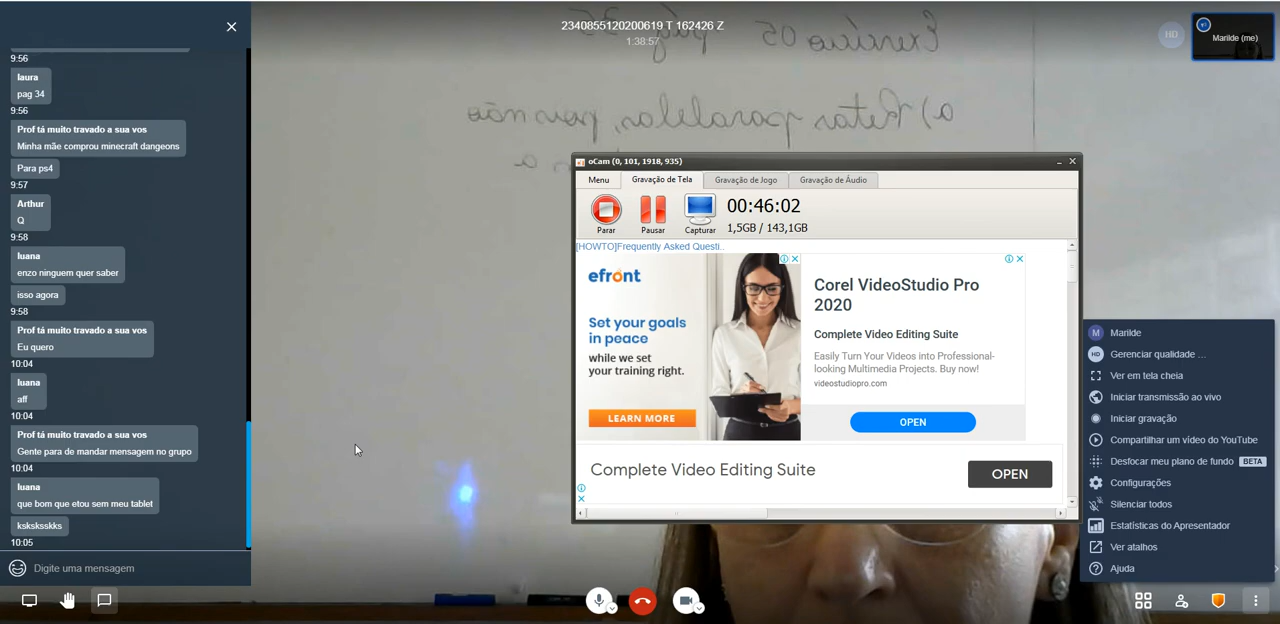 2340855120200619 T 162426 Z
1:38:57
HD
Marilde (me)
9:56
laura
pag 34
9:56
Prof tá muito travado a sua vos
Minha mãe comprou minecraft dangeons
Para ps4
9:57
Arthur
Q
9:58
luana
enzo ninguem quer saber
isso agora
9:58
Prof tá muito travado a sua vos
Eu quero
10:04
luana
aff
10:04
Prof tá muito travado a sua vos
Gente para de mandar mensagem no grupo
10:04
luana
que bom que etou sem meu tablet
ksksksskks
10:05
Digite uma mensagem
Exercício 05 pág 35
a) Retas paralelas, pois não
oCam (0, 101, 1918, 935)
Menu
Gravação de Tela
Gravação de Jogo
Gravação de Áudio
00:46:02
1,5GB / 143,1GB
Parar
Pausar
Capturar
[HOWTO]Frequently Asked Questi..
efront
Set your goals
in peace
while we set
your training right.
LEARN MORE
Corel VideoStudio Pro
2020
Complete Video Editing Suite
Easily Turn Your Videos into Professional-
looking Multimedia Projects. Buy now!
videostudiopro.com
OPEN
Complete Video Editing Suite
OPEN
M Marilde
HD Gerenciar qualidade ...
Ver em tela cheia
Iniciar transmissão ao vivo
Iniciar gravação
Compartilhar um vídeo do YouTube
Desfocar meu plano de fundo BETA
Configurações
Silenciar todos
Estatísticas do Apresentador
Ver atalhos
Ajuda